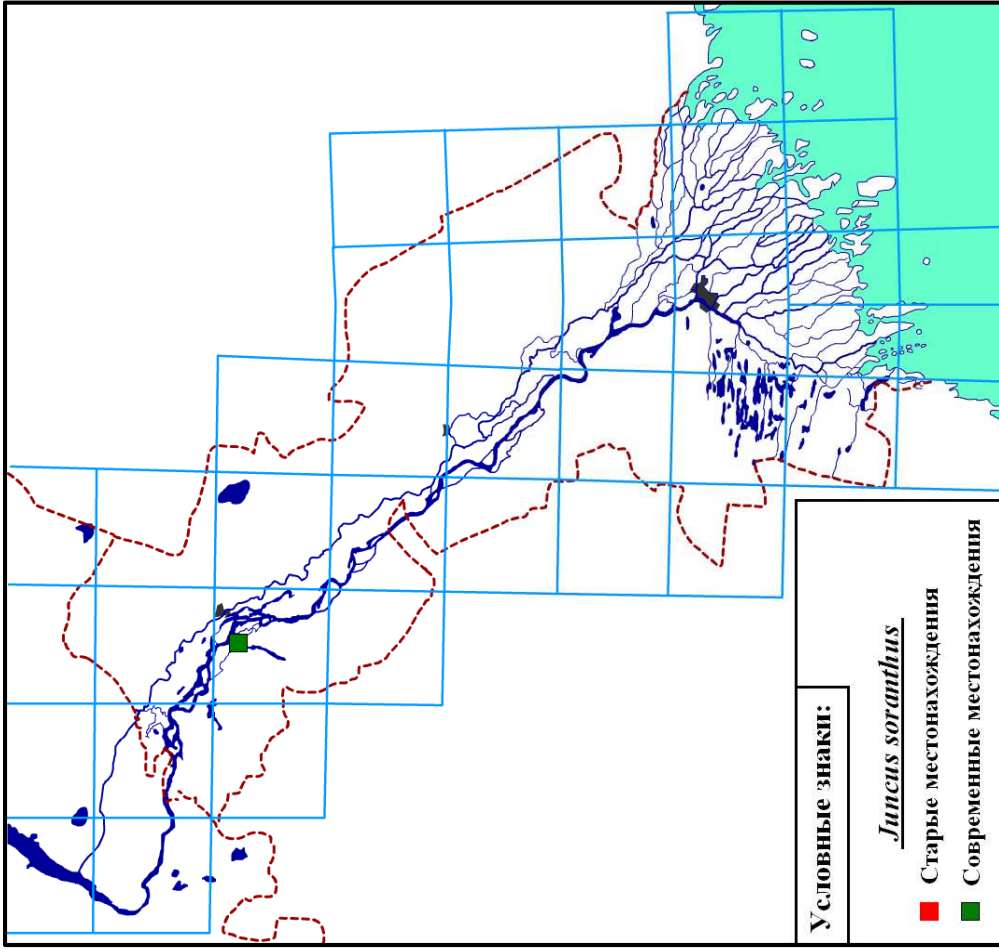 Условные знаки:
Juncus soranthus
Старые местонахождения
Современные местонахождения